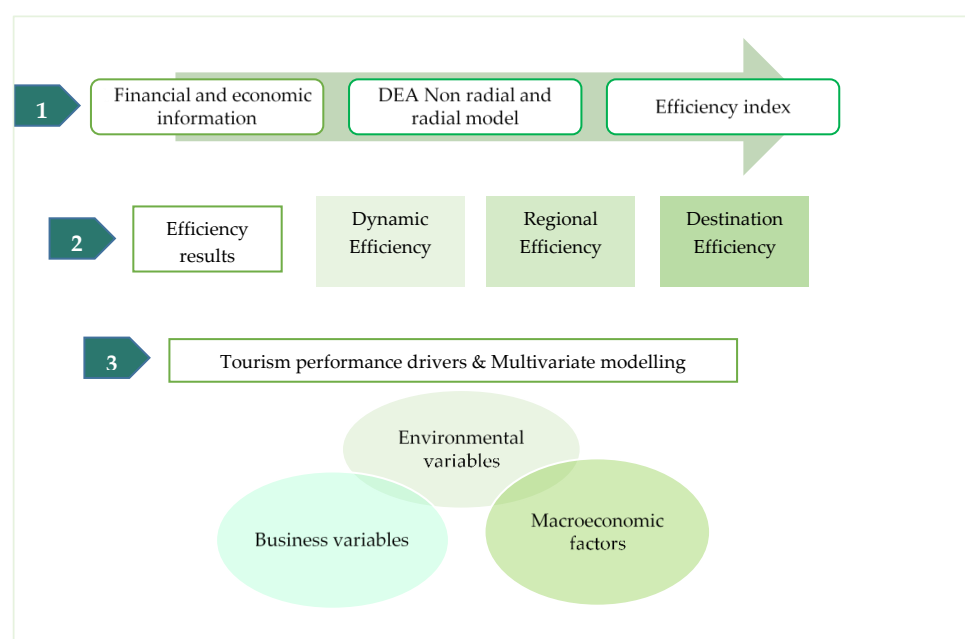 1
Financial and economic
information
DEA Non radial and
radial model
Efficiency index
2
Efficiency
results
Dynamic
Efficiency
Regional
Efficiency
Destination
Efficiency
3
Tourism performance drivers & Multivariate modelling
Environmental
variables
Business variables
Macroeconomic
factors